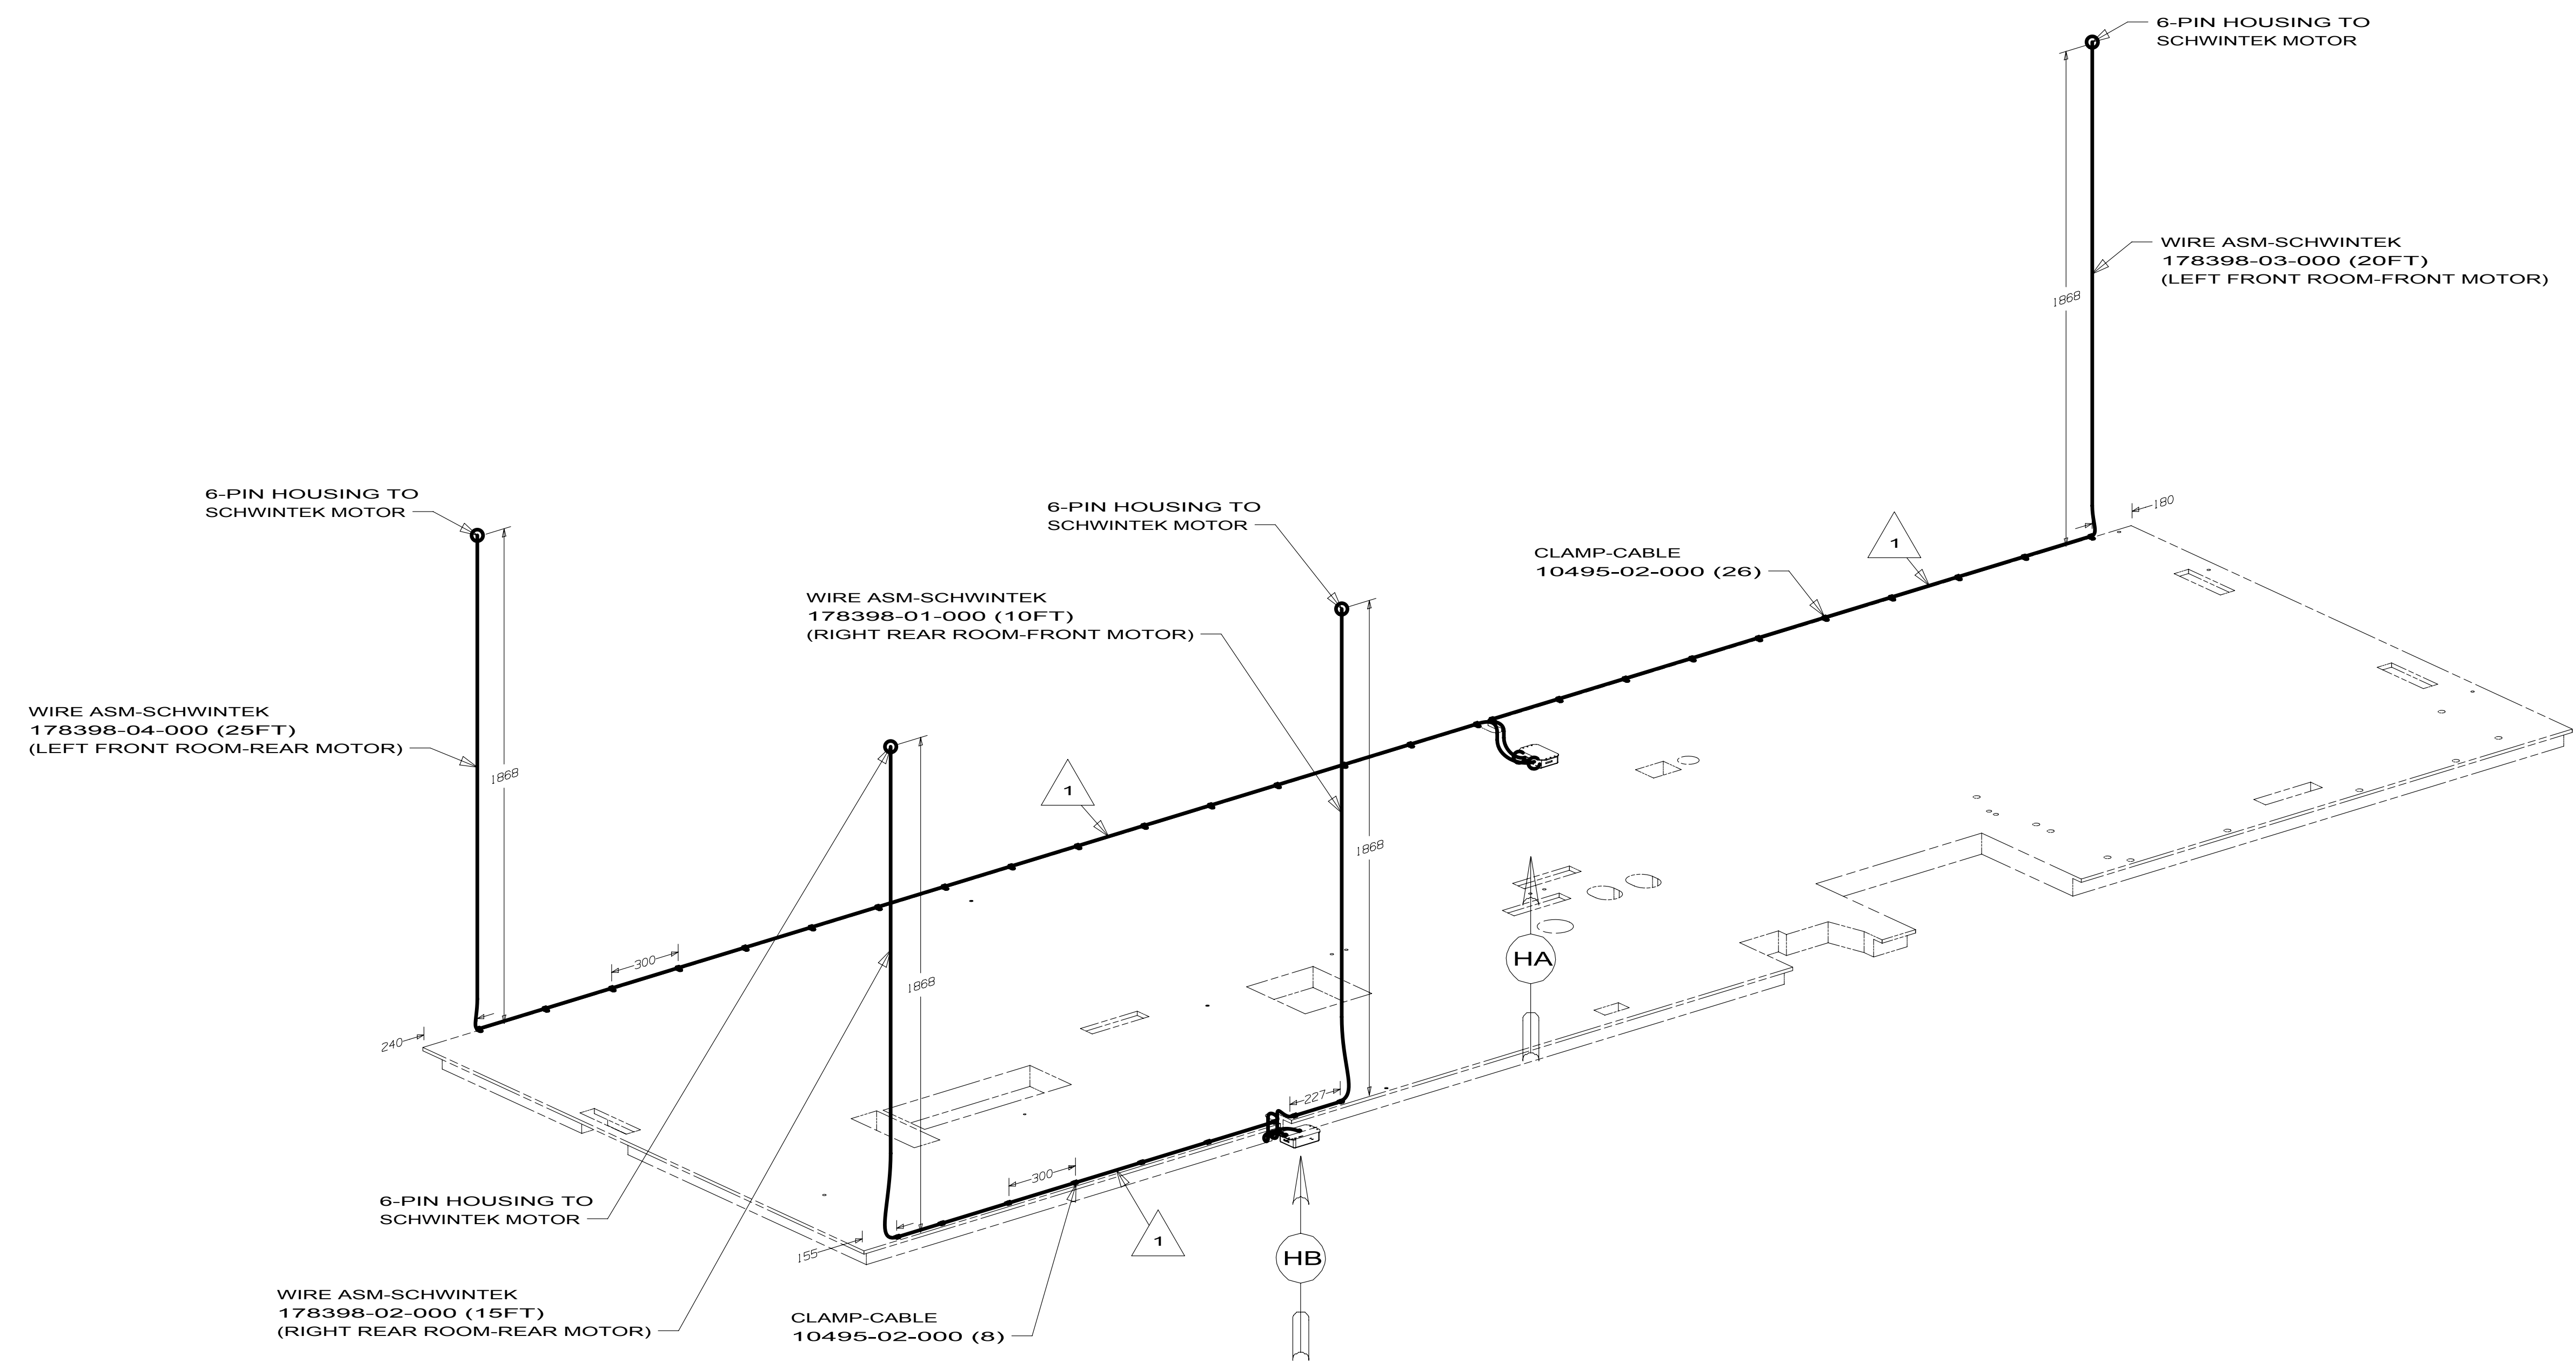 6-PIN HOUSING TO
SCHWINTEK MOTOR
1868
WIRE ASM-SCHWINTEK
178398-03-000 (20FT)
(LEFT FRONT ROOM-FRONT MOTOR)
180
6-PIN HOUSING TO
SCHWINTEK MOTOR
6-PIN HOUSING TO
SCHWINTEK MOTOR
CLAMP-CABLE
10495-02-000 (26)
1
WIRE ASM-SCHWINTEK
178398-01-000 (10FT)
(RIGHT REAR ROOM-FRONT MOTOR)
WIRE ASM-SCHWINTEK
178398-04-000 (25FT)
(LEFT FRONT ROOM-REAR MOTOR)
1868
1
1868
300
1868
HA
240
227
300
6-PIN HOUSING TO
SCHWINTEK MOTOR
155
1
HB
WIRE ASM-SCHWINTEK
178398-02-000 (15FT)
(RIGHT REAR ROOM-REAR MOTOR)
CLAMP-CABLE
10495-02-000 (8)